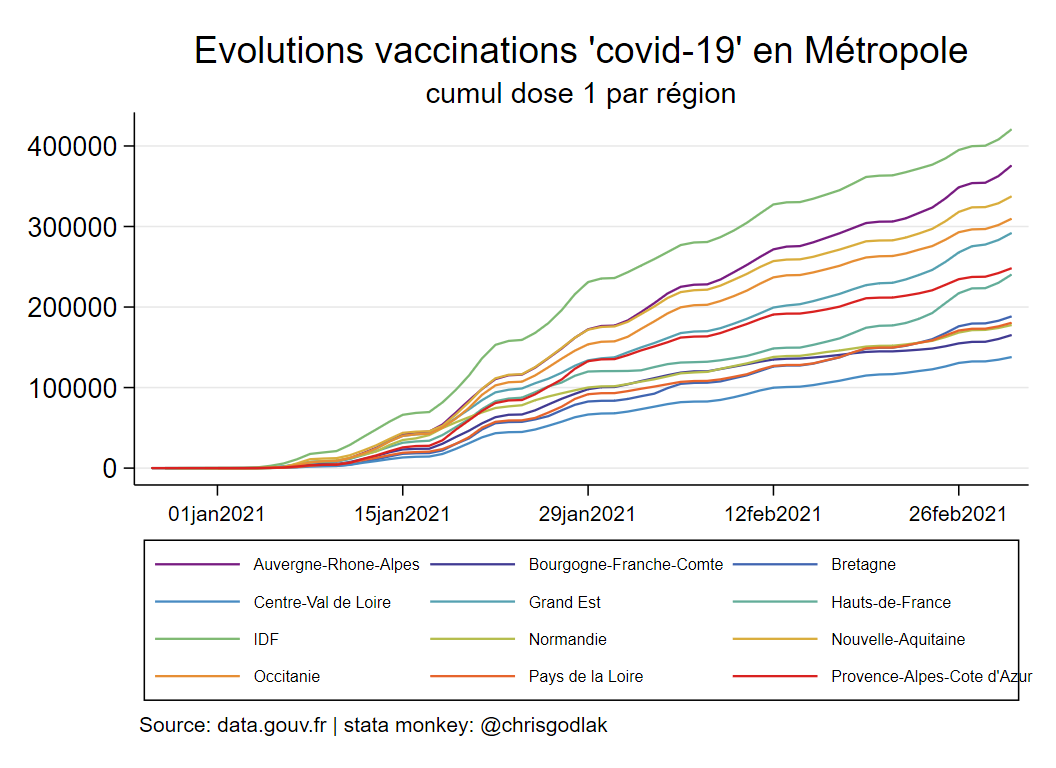 Evolutions vaccinations 'covid-19' en Métropole
cumul dose 1 par région
400000
300000
200000
100000
0
01jan2021 15jan2021 29jan2021 12feb2021 26feb2021
Auvergne-Rhone-Alpes Bourgogne-Franche-Comte Bretagne
Centre-Val de Loire Grand Est Hauts-de-France
IDF Normandie Nouvelle-Aquitaine
Occitanie Pays de la Loire Provence-Alpes-Cote d'Azur
Source: data.gouv.fr | stata monkey: @chrisgodlak